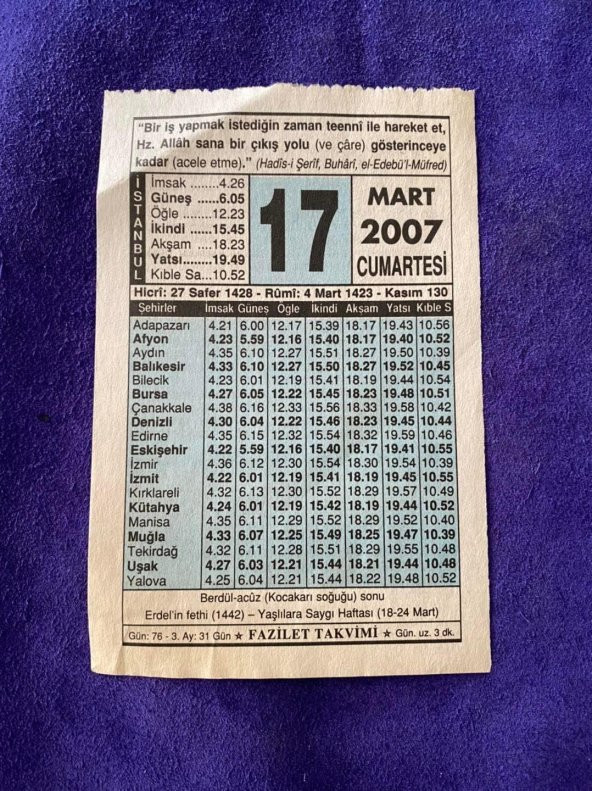 "Bir iş yapmak istediğin zaman teennî ile hareket et,
Hz. Allâh sana bir çıkış yolu (ve çâre) gösterinceye
kadar (acele etme)." (Hadîs-i Şerîf, Buhârî, el-Edebü'l-Müfred)
İSTANBUL
İmsak ........4.26
Güneş ......6.05
Öğle ........12.23
İkindi ......15.45
Akşam ....18.23
Yatsı........19.49
Kıble Sa...10.52
17
MART
2007
CUMARTESİ
Hicrî: 27 Safer 1428 - Rûmî: 4 Mart 1423 - Kasım 130
Şehirler İmsak Güneş Öğle İkindi Akşam Yatsı Kıble S
Adapazarı 4.21 6.00 12.17 15.39 18.17 19.43 10.56
Afyon 4.23 5.59 12.16 15.40 18.17 19.40 10.52
Aydın 4.35 6.10 12.27 15.51 18.27 19.50 10.39
Balıkesir 4.33 6.10 12.27 15.50 18.27 19.52 10.45
Bilecik 4.23 6.01 12.19 15.41 18.19 19.44 10.54
Bursa 4.27 6.05 12.22 15.45 18.23 19.48 10.51
Çanakkale 4.38 6.16 12.33 15.56 18.33 19.58 10.42
Denizli 4.30 6.04 12.22 15.46 18.23 19.45 10.44
Edirne 4.35 6.15 12.32 15.54 18.32 19.59 10.46
Eskişehir 4.22 5.59 12.16 15.40 18.17 19.41 10.55
İzmir 4.36 6.12 12.30 15.54 18.30 19.54 10.39
İzmit 4.22 6.01 12.19 15.41 18.19 19.45 10.55
Kırklareli 4.32 6.13 12.30 15.52 18.29 19.57 10.49
Kütahya 4.24 6.01 12.19 15.42 18.19 19.44 10.52
Manisa 4.35 6.11 12.29 15.52 18.29 19.52 10.40
Muğla 4.33 6.07 12.25 15.49 18.25 19.47 10.39
Tekirdağ 4.32 6.11 12.28 15.51 18.29 19.55 10.48
Uşak 4.27 6.03 12.21 15.44 18.21 19.44 10.48
Yalova 4.25 6.04 12.21 15.44 18.22 19.48 10.52
Berdül-acûz (Kocakarı soğuğu) sonu
Erdel'in fethi (1442) – Yaşlılara Saygı Haftası (18-24 Mart)
Gün: 76 - 3. Ay: 31 Gün ★ FAZİLET TAKVİMİ ★ Gün. uz. 3 dk.